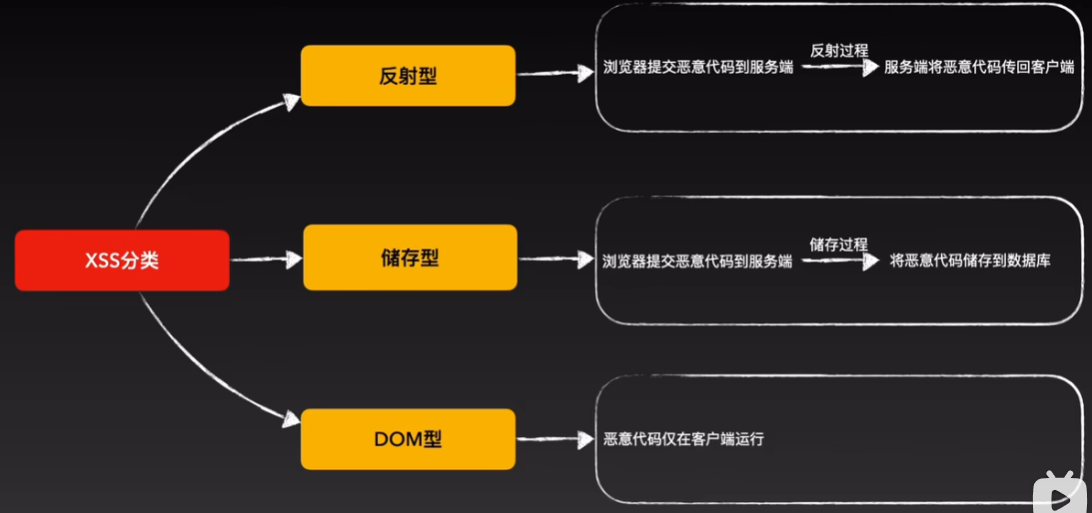 反射型
浏览器提交恶意代码到服务端
反射过程
服务端将恶意代码传回客户端
XSS分类
储存型
浏览器提交恶意代码到服务端
储存过程
将恶意代码储存到数据库
DOM型
恶意代码仅在客户端运行